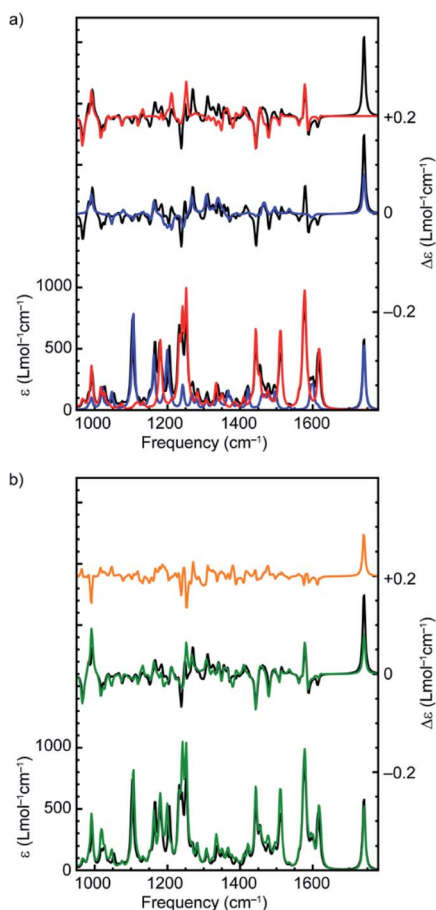 a)
+0.2
0
−0.2
Δε (Lmol⁻¹cm⁻¹)
1000
500
0
ε (Lmol⁻¹cm⁻¹)
1000 1200 1400 1600
Frequency (cm⁻¹)
b)
+0.2
0
−0.2
Δε (Lmol⁻¹cm⁻¹)
1000
500
0
ε (Lmol⁻¹cm⁻¹)
1000 1200 1400 1600
Frequency (cm⁻¹)